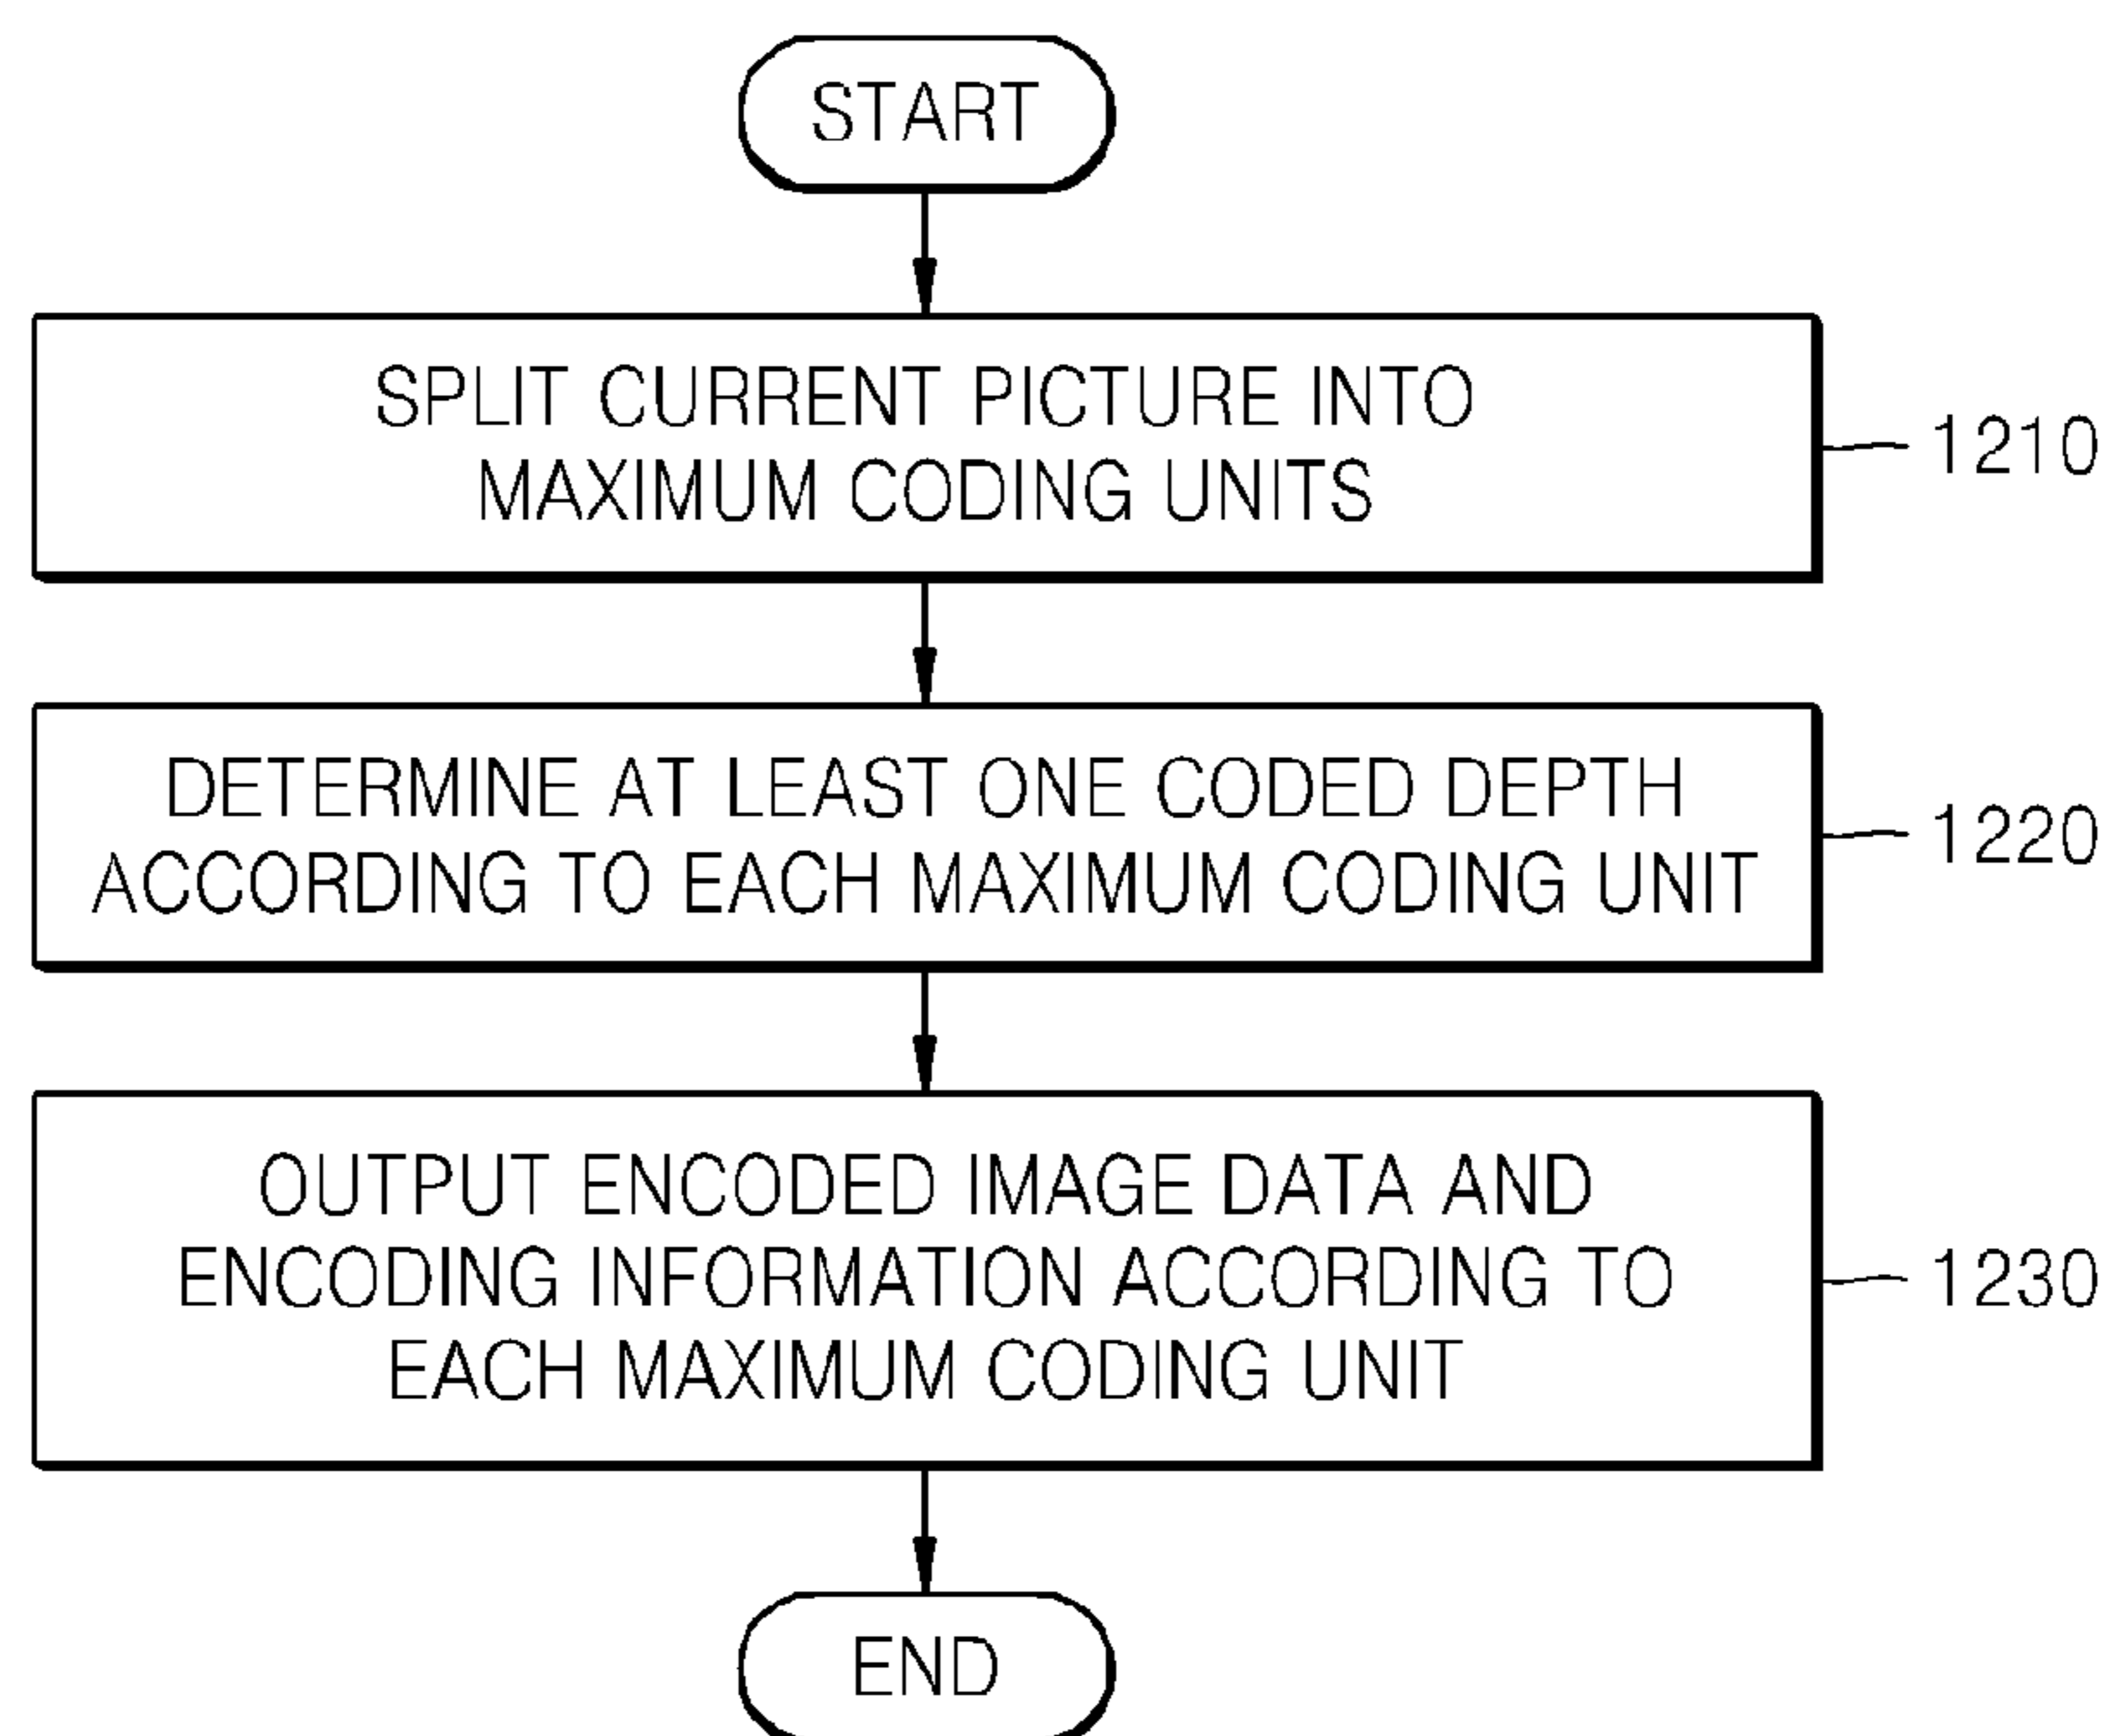 START
SPLIT CURRENT PICTURE INTO
MAXIMUM CODING UNITS
1210
DETERMINE AT LEAST ONE CODED DEPTH
ACCORDING TO EACH MAXIMUM CODING UNIT
1220
OUTPUT ENCODED IMAGE DATA AND
ENCODING INFORMATION ACCORDING TO
EACH MAXIMUM CODING UNIT
1230
END